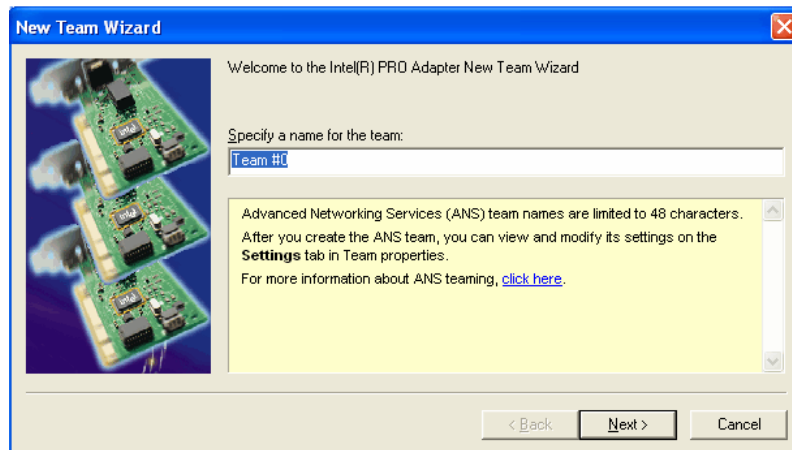 New Team Wizard
Welcome to the Intel(R) PRO Adapter New Team Wizard
Specify a name for the team:
Team #0
Advanced Networking Services (ANS) team names are limited to 48 characters.
After you create the ANS team, you can view and modify its settings on the
Settings tab in Team properties.
For more information about ANS teaming, click here.
< Back
Next >
Cancel